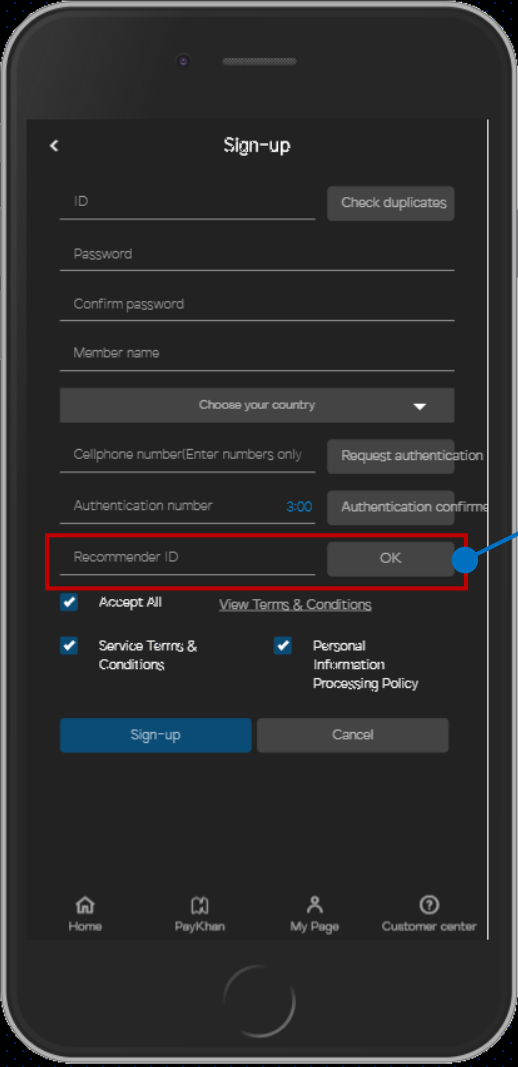 Sign-up
ID
Check duplicates
Password
Confirm password
Member name
Choose your country
Cellphone number(Enter numbers only
Request authentication
Authentication number
3:00
Authentication confirme
Recommender ID
OK
Accept All
View Terms & Conditions
Service Terms &
Conditions
Personal
Information
Processing Policy
Sign-up
Cancel
Home
PayKhan
My Page
Customer center